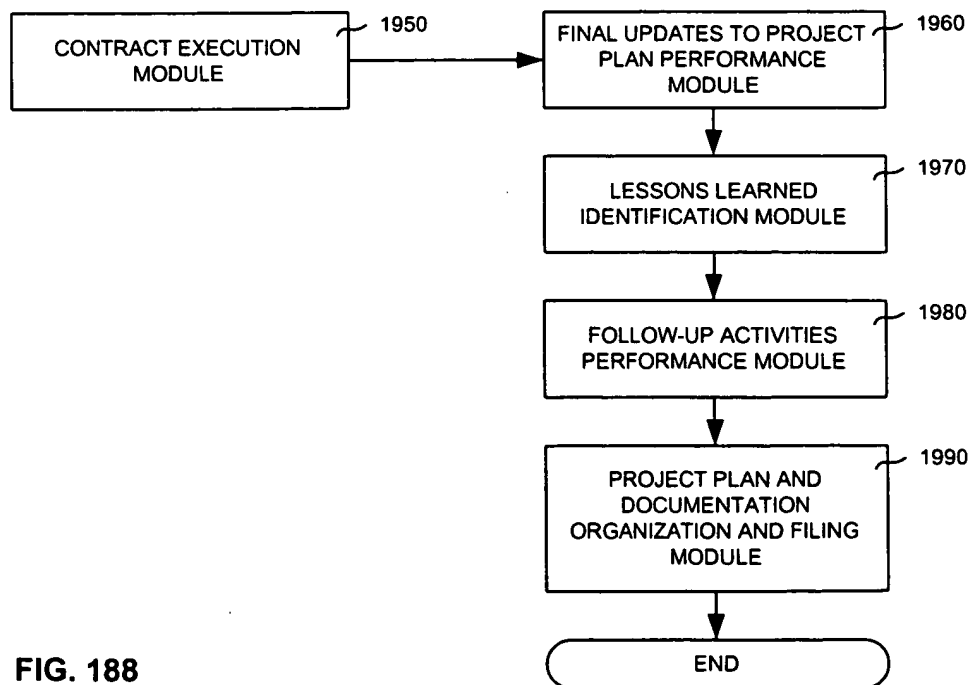 1950
CONTRACT EXECUTION
MODULE
1960
FINAL UPDATES TO PROJECT
PLAN PERFORMANCE
MODULE
1970
LESSONS LEARNED
IDENTIFICATION MODULE
1980
FOLLOW-UP ACTIVITIES
PERFORMANCE MODULE
1990
PROJECT PLAN AND
DOCUMENTATION
ORGANIZATION AND FILING
MODULE
END
FIG. 188